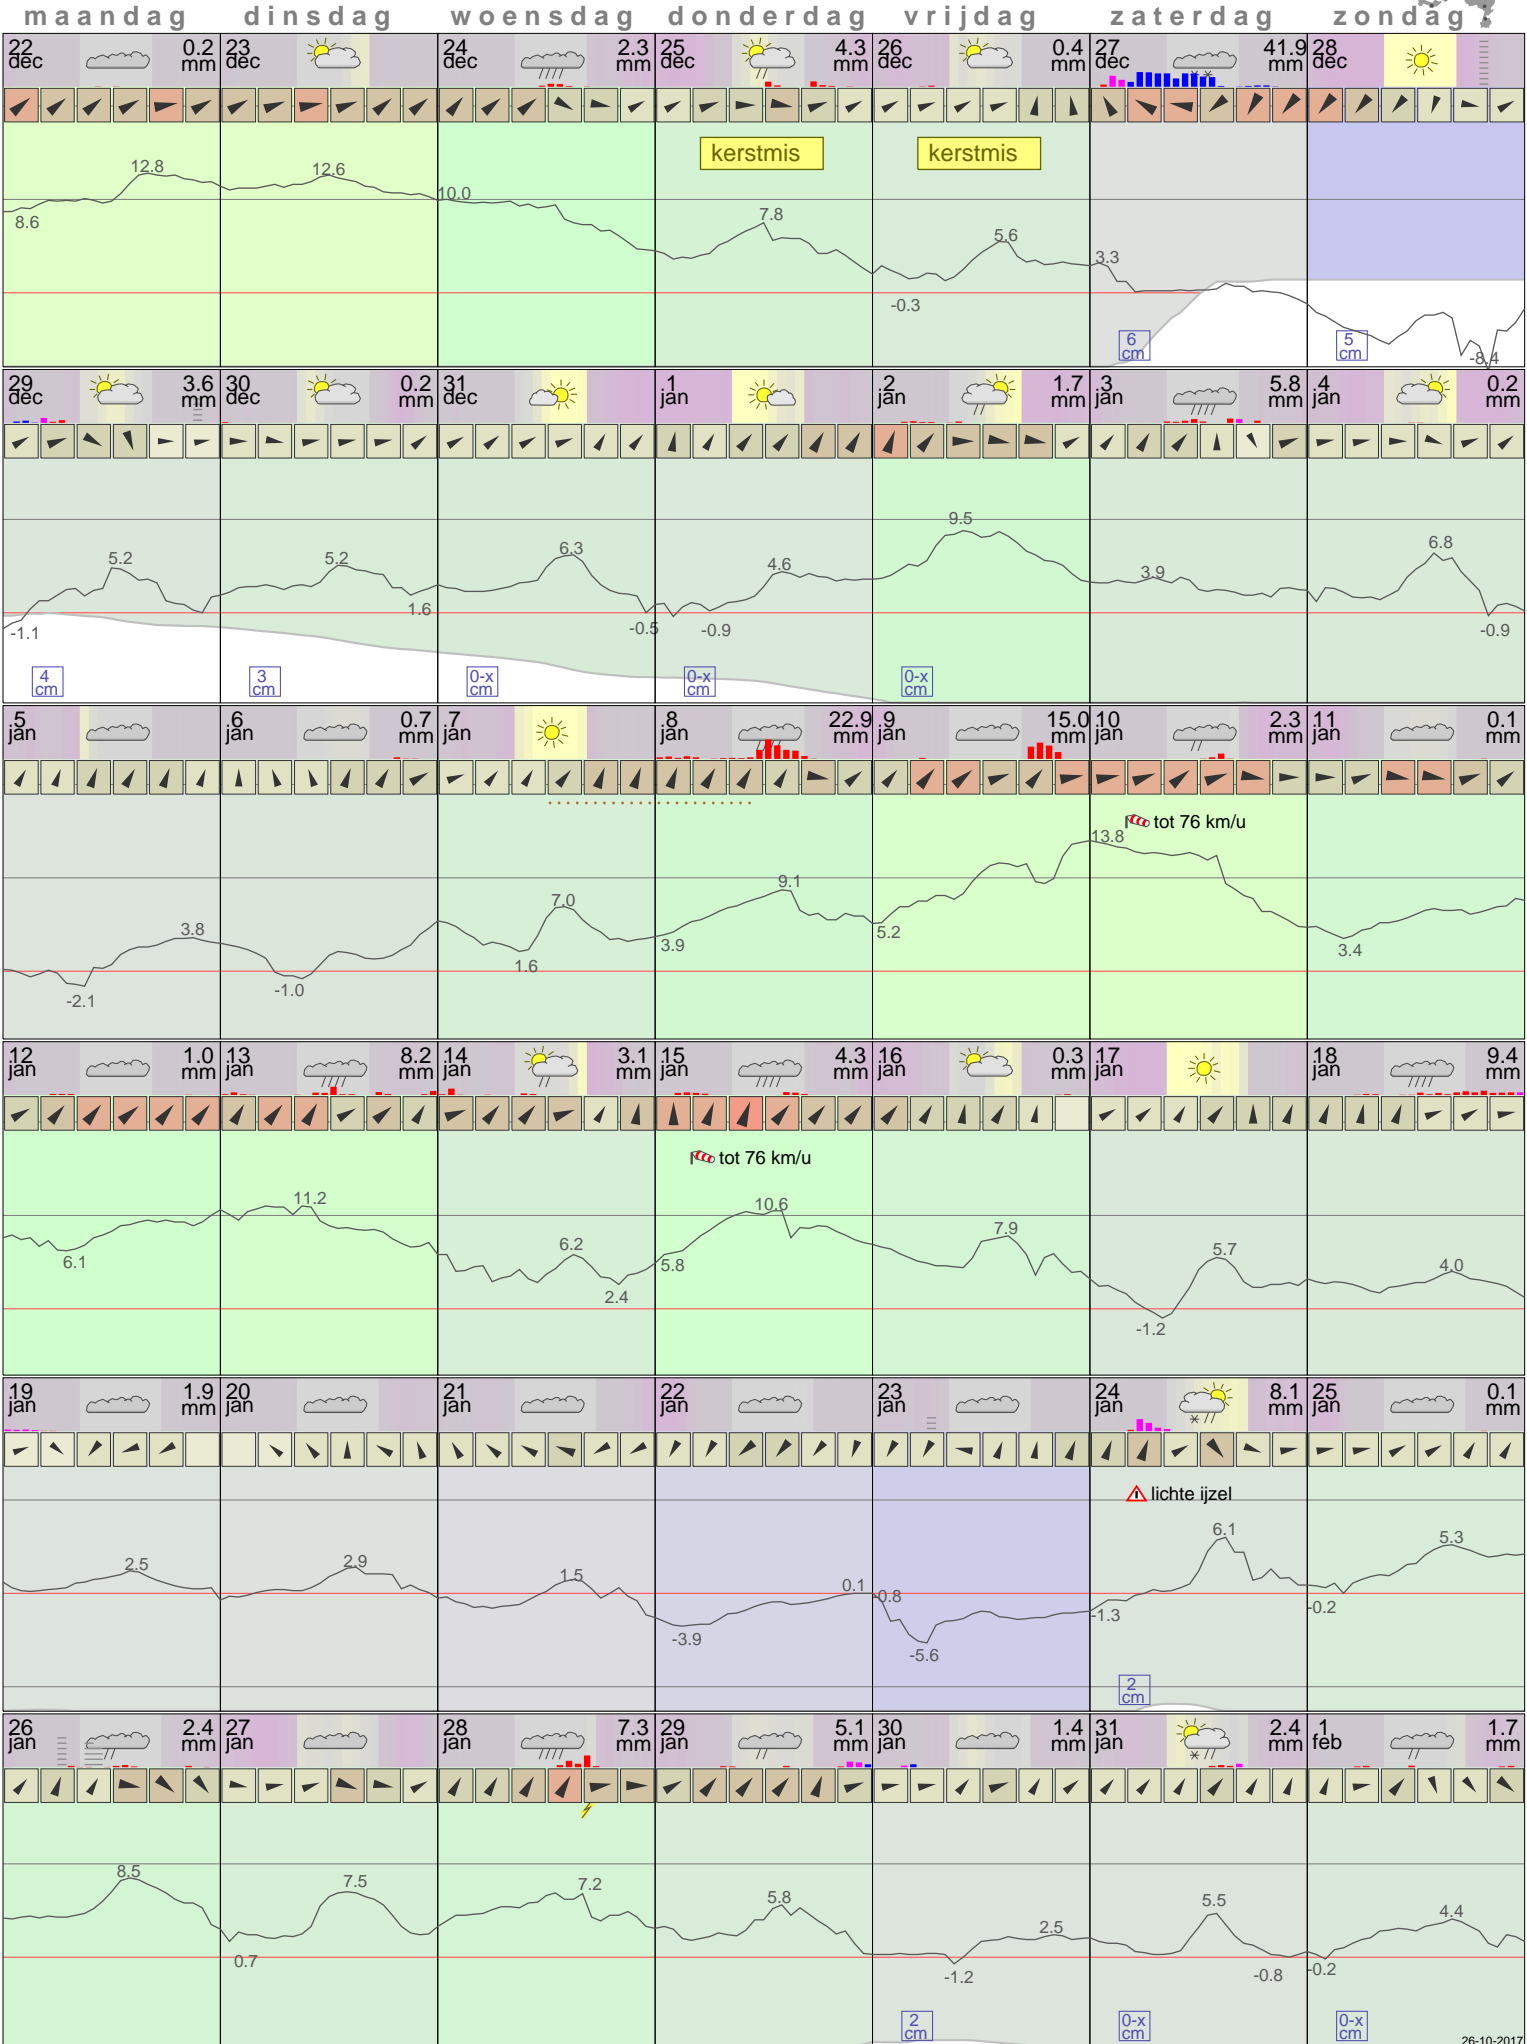 maandag dinsdag woensdag donderdag vrijdag zaterdag zondag
22 dec 0.2 mm 23 dec 24 dec 2.3 mm 25 dec 4.3 mm 26 dec 0.4 mm 27 dec 41.9 mm 28 dec
kerstmis kerstmis
12.8 12.6 10.0 7.8 5.6 3.3
8.6 -0.3 -8.4
6 cm 5 cm
29 dec 3.6 mm 30 dec 0.2 mm 31 dec 1 jan 2 jan 1.7 mm 3 jan 5.8 mm 4 jan 0.2 mm
5.2 5.2 6.3 4.6 9.5 3.9 6.8
-1.1 1.6 -0.5 -0.9 -0.9
4 cm 3 cm 0-x cm 0-x cm 0-x cm
5 jan 6 jan 0.7 mm 7 jan 8 jan 22.9 mm 9 jan 15.0 mm 10 jan 2.3 mm 11 jan 0.1 mm
tot 76 km/u
3.8 7.0 9.1 13.8
-2.1 -1.0 1.6 3.9 5.2 3.4
12 jan 1.0 mm 13 jan 8.2 mm 14 jan 3.1 mm 15 jan 4.3 mm 16 jan 0.3 mm 17 jan 18 jan 9.4 mm
tot 76 km/u
11.2 6.2 10.6 7.9 5.7 4.0
6.1 2.4 5.8 -1.2
19 jan 1.9 mm 20 jan 21 jan 22 jan 23 jan 24 jan 8.1 mm 25 jan 0.1 mm
lichte ijzel
2.5 2.9 1.5 0.1 -0.8 6.1 5.3
-3.9 -5.6 -1.3 -0.2
2 cm
26 jan 2.4 mm 27 jan 28 jan 7.3 mm 29 jan 5.1 mm 30 jan 1.4 mm 31 jan 2.4 mm 1 feb 1.7 mm
8.5 7.5 7.2 5.8 2.5 5.5 4.4
0.7 -1.2 -0.8 -0.2
2 cm 0-x cm 0-x cm
26-10-2017